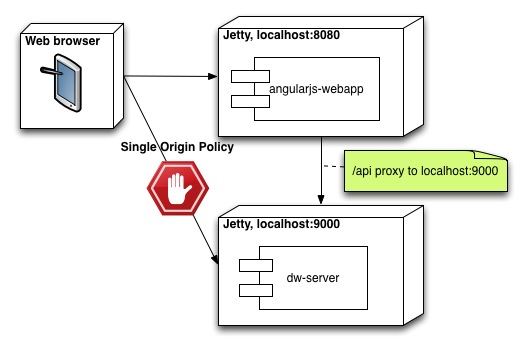 Web browser
Jetty, localhost:8080
angularjs-webapp
Single Origin Policy
/api proxy to localhost:9000
Jetty, localhost:9000
dw-server